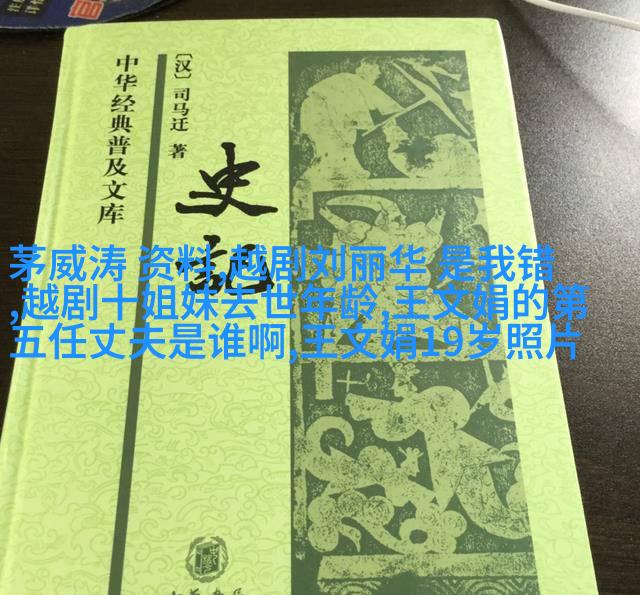 中华经典普及文库
〔汉〕司马迁 著
史记
茅威涛 资料,越剧刘丽华 是我错
,越剧十姐妹去世年龄,王文娟的第
五任丈夫是谁啊,王文娟19岁照片